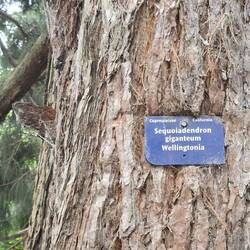 Cupressaceae California
Sequoiadendron
giganteum
Wellingtonia